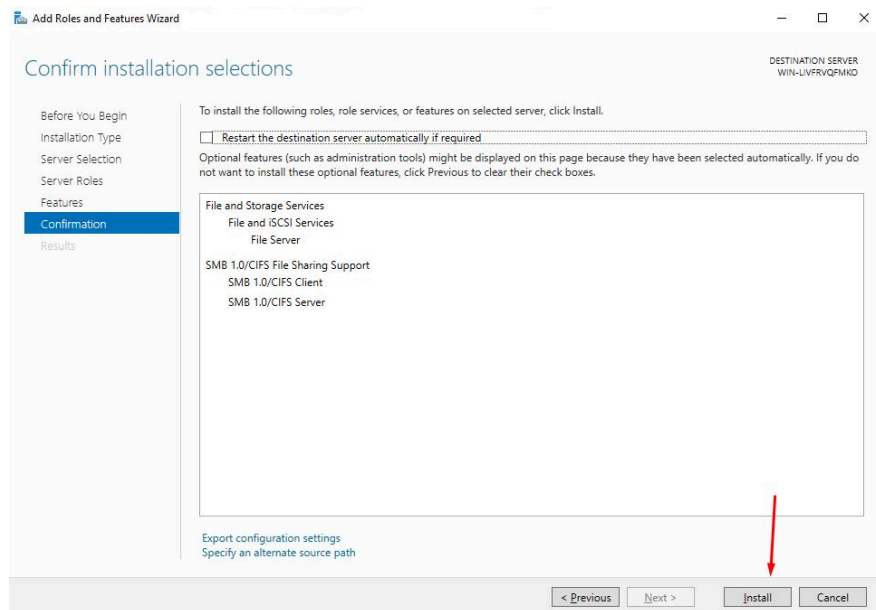 Add Roles and Features Wizard
Confirm installation selections
DESTINATION SERVER
WIN-LIVFRVQFMKO
Before You Begin
Installation Type
Server Selection
Server Roles
Features
Confirmation
Results
To install the following roles, role services, or features on selected server, click Install.
Restart the destination server automatically if required
Optional features (such as administration tools) might be displayed on this page because they have been selected automatically. If you do
not want to install these optional features, click Previous to clear their check boxes.
File and Storage Services
File and iSCSI Services
File Server
SMB 1.0/CIFS File Sharing Support
SMB 1.0/CIFS Client
SMB 1.0/CIFS Server
Export configuration settings
Specify an alternate source path
< Previous
Next >
Install
Cancel